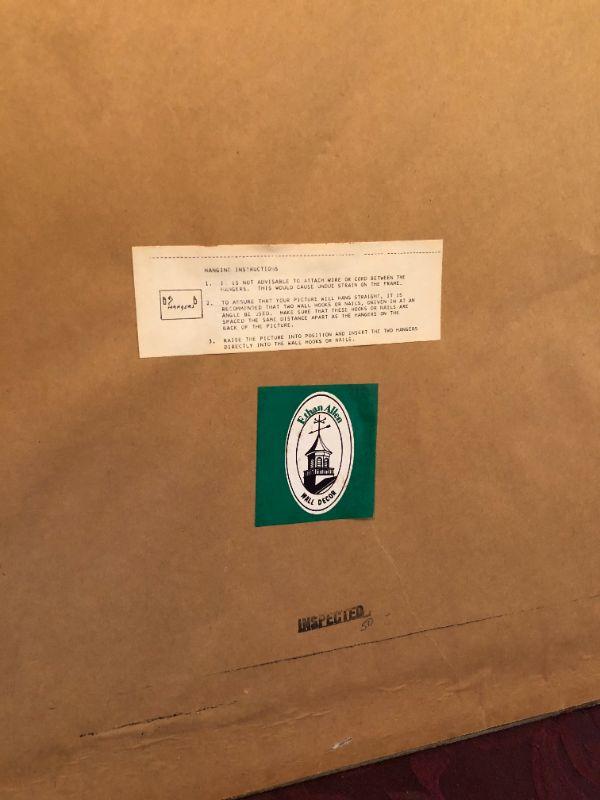 HANGING INSTRUCTIONS
1. IT IS NOT ADVISABLE TO ATTACH WIRE OR CORD BETWEEN THE
HANGERS. THIS WOULD CAUSE UNDUE STRAIN ON THE FRAME.
Hangers
2. TO ASSURE THAT YOUR PICTURE WILL HANG STRAIGHT, IT IS
RECOMMENDED THAT TWO WALL HOOKS OR NAILS, DRIVEN IN AT AN
ANGLE BE USED. MAKE SURE THAT THESE HOOKS OR NAILS ARE
SPACED THE SAME DISTANCE APART AS THE HANGERS ON THE
BACK OF THE PICTURE.
3. RAISE THE PICTURE INTO POSITION AND INSERT THE TWO HANGERS
DIRECTLY INTO THE WALL HOOKS OR NAILS.
Ethan Allen
WALL DECOR
INSPECTED
50